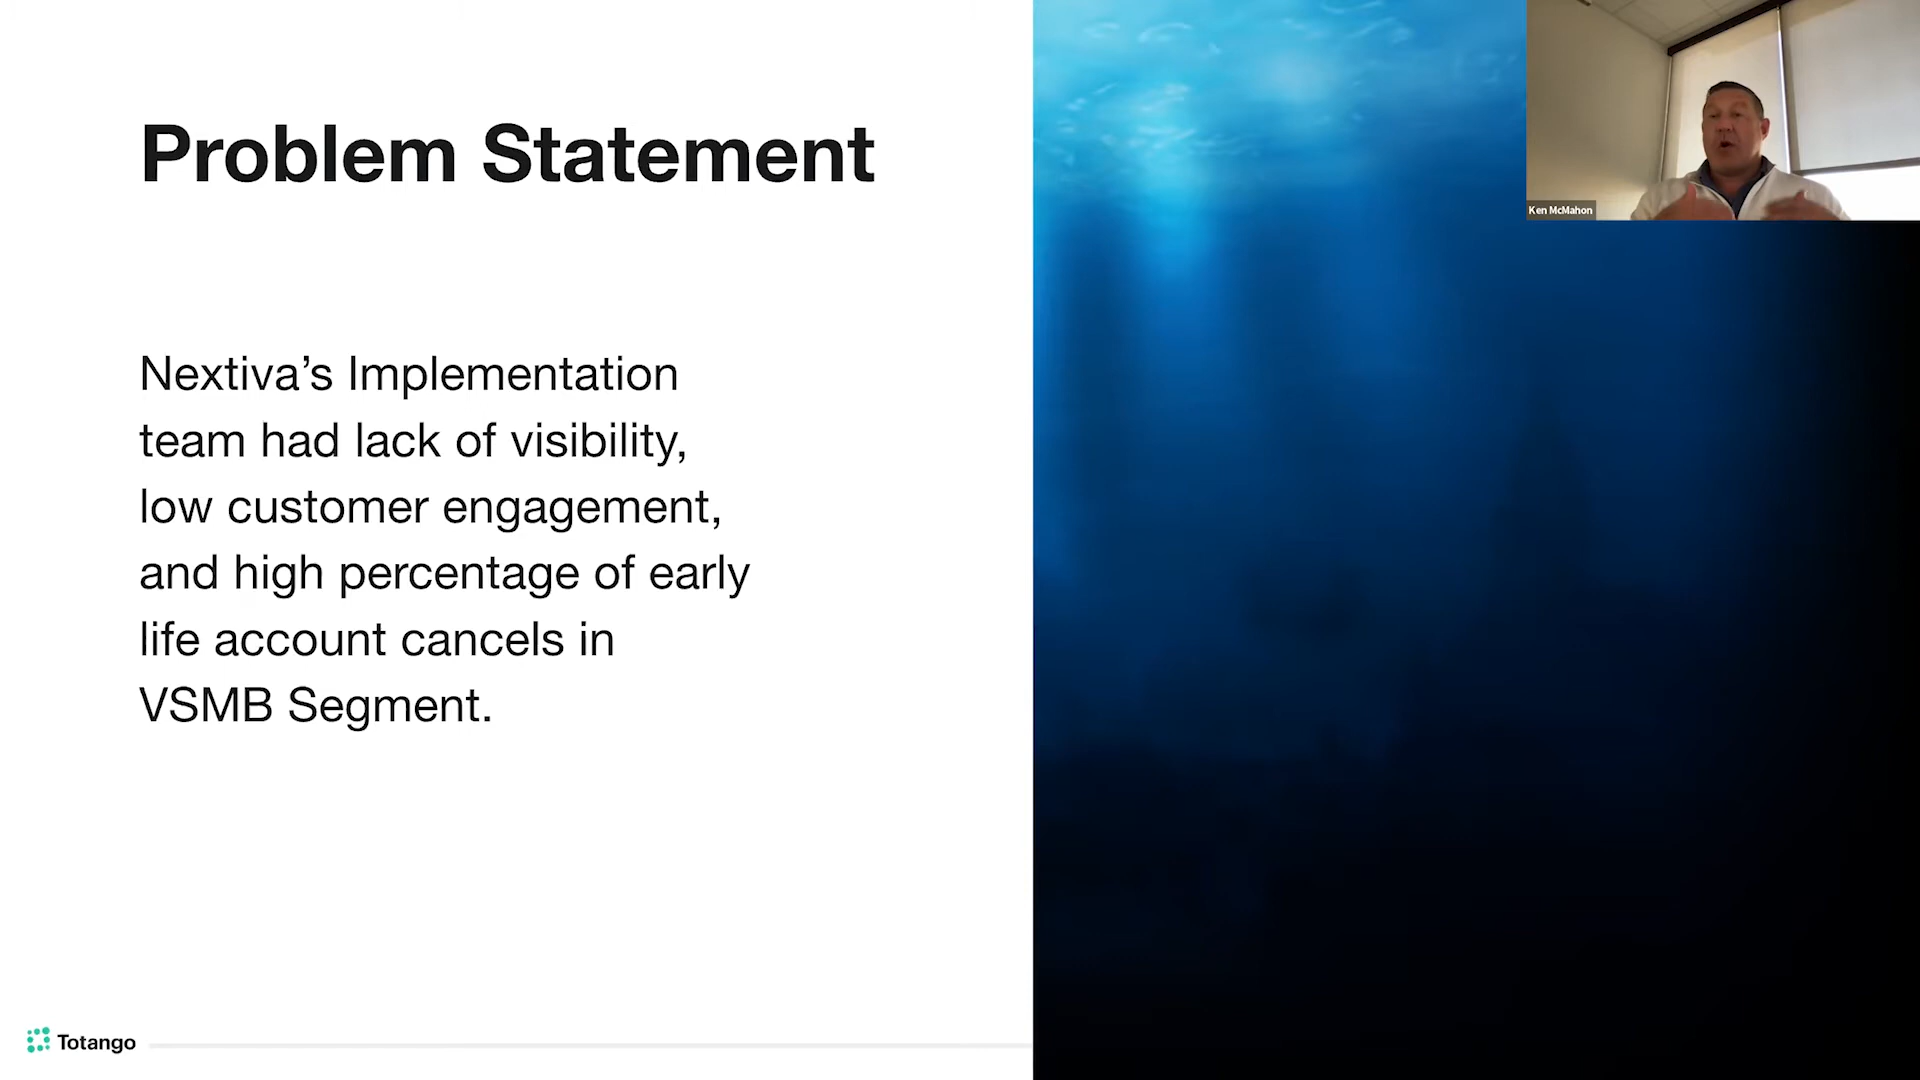 Problem Statement
Nextiva’s Implementation
team had lack of visibility,
low customer engagement,
and high percentage of early
life account cancels in
VSMB Segment.
Ken McMahon
Totango